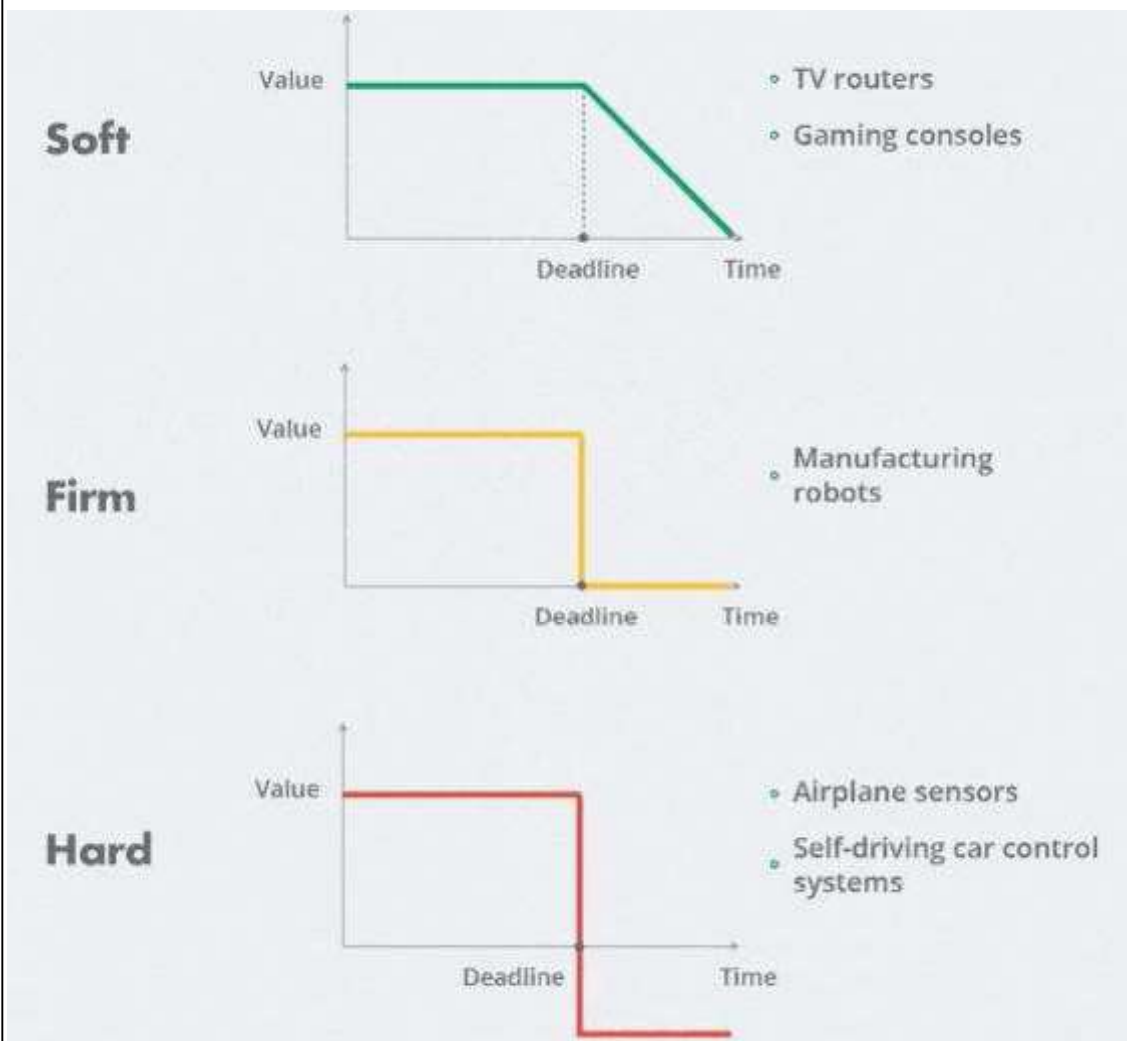 Soft
Value
Deadline
Time
TV routers
Gaming consoles
Firm
Value
Deadline
Time
Manufacturing
robots
Hard
Value
Deadline
Time
Airplane sensors
Self-driving car control
systems